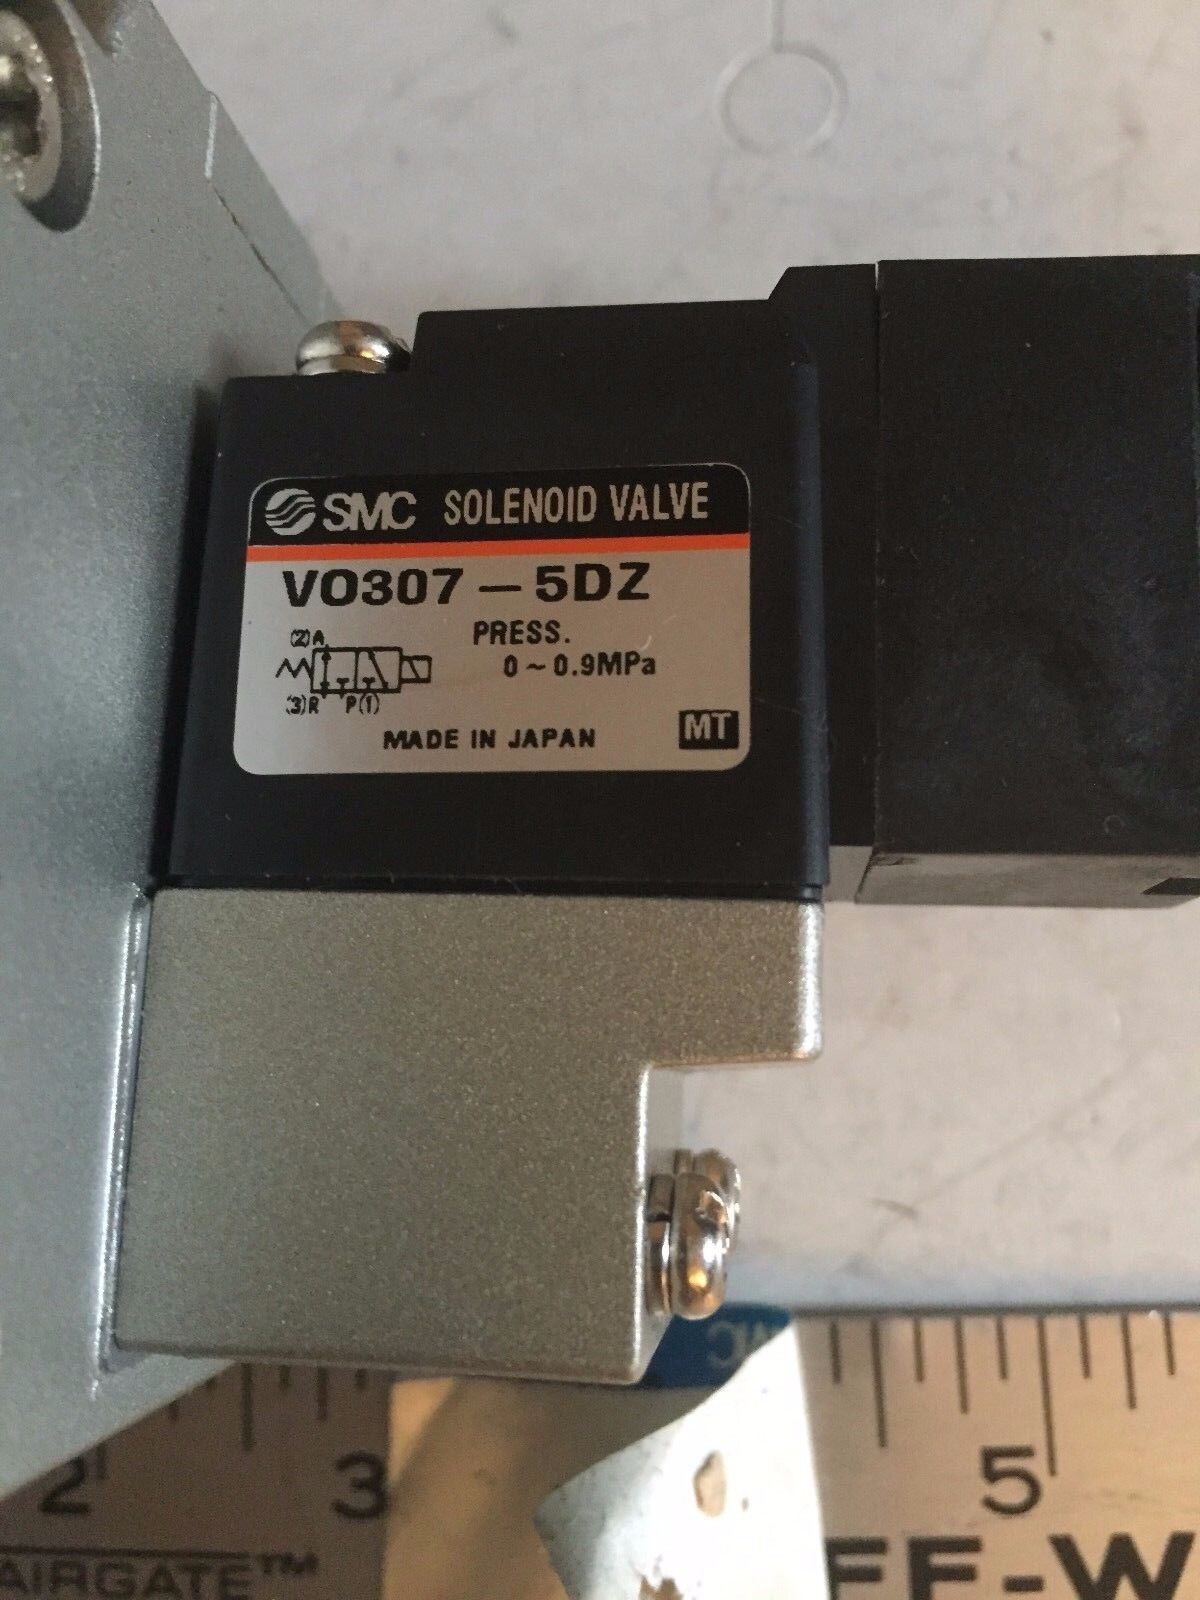 SMC SOLENOID VALVE
VO307-5DZ
(2)A
PRESS.
0~0.9MPa
(3)R P(1)
MADE IN JAPAN
MT
2 3 5
AIRGATE™